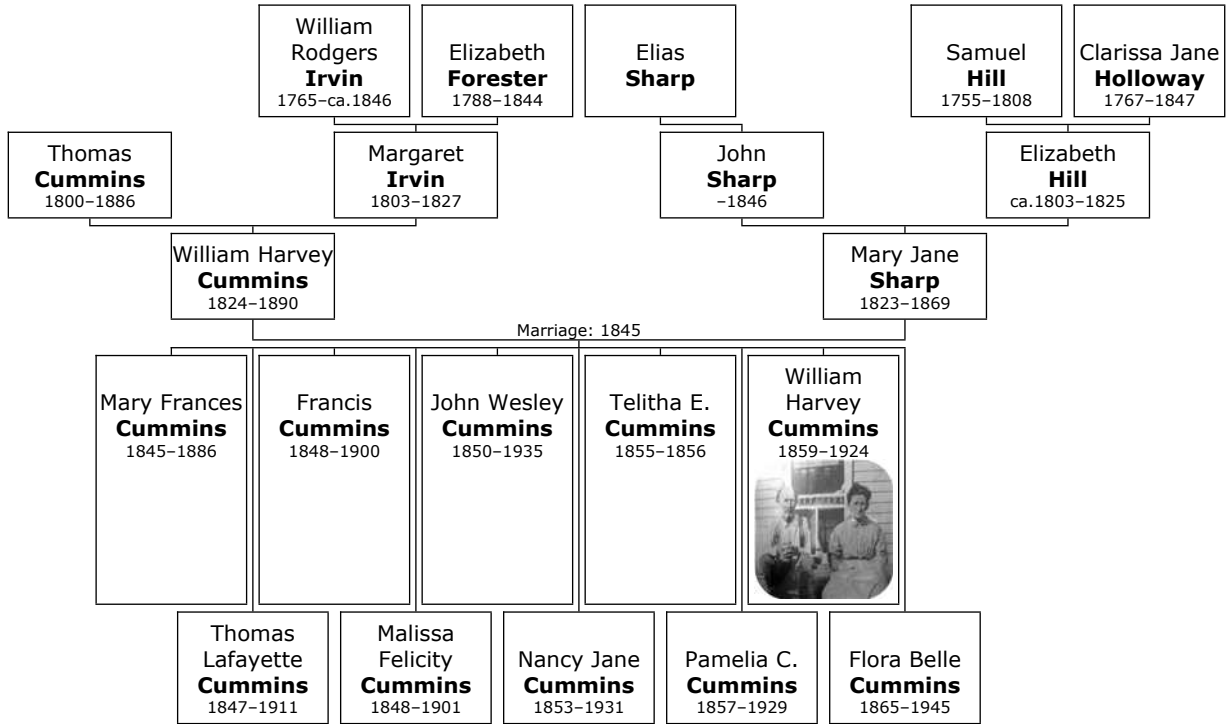 William
Rodgers
Irvin
1765–ca.1846
Elizabeth
Forester
1788–1844
Elias
Sharp
Samuel
Hill
1755–1808
Clarissa Jane
Holloway
1767–1847
Thomas
Cummins
1800–1886
Margaret
Irvin
1803–1827
John
Sharp
–1846
Elizabeth
Hill
ca.1803–1825
William Harvey
Cummins
1824–1890
Mary Jane
Sharp
1823–1869
Marriage: 1845
Mary Frances
Cummins
1845–1886
Francis
Cummins
1848–1900
John Wesley
Cummins
1850–1935
Telitha E.
Cummins
1855–1856
William
Harvey
Cummins
1859–1924
Thomas
Lafayette
Cummins
1847–1911
Malissa
Felicity
Cummins
1848–1901
Nancy Jane
Cummins
1853–1931
Pamelia C.
Cummins
1857–1929
Flora Belle
Cummins
1865–1945